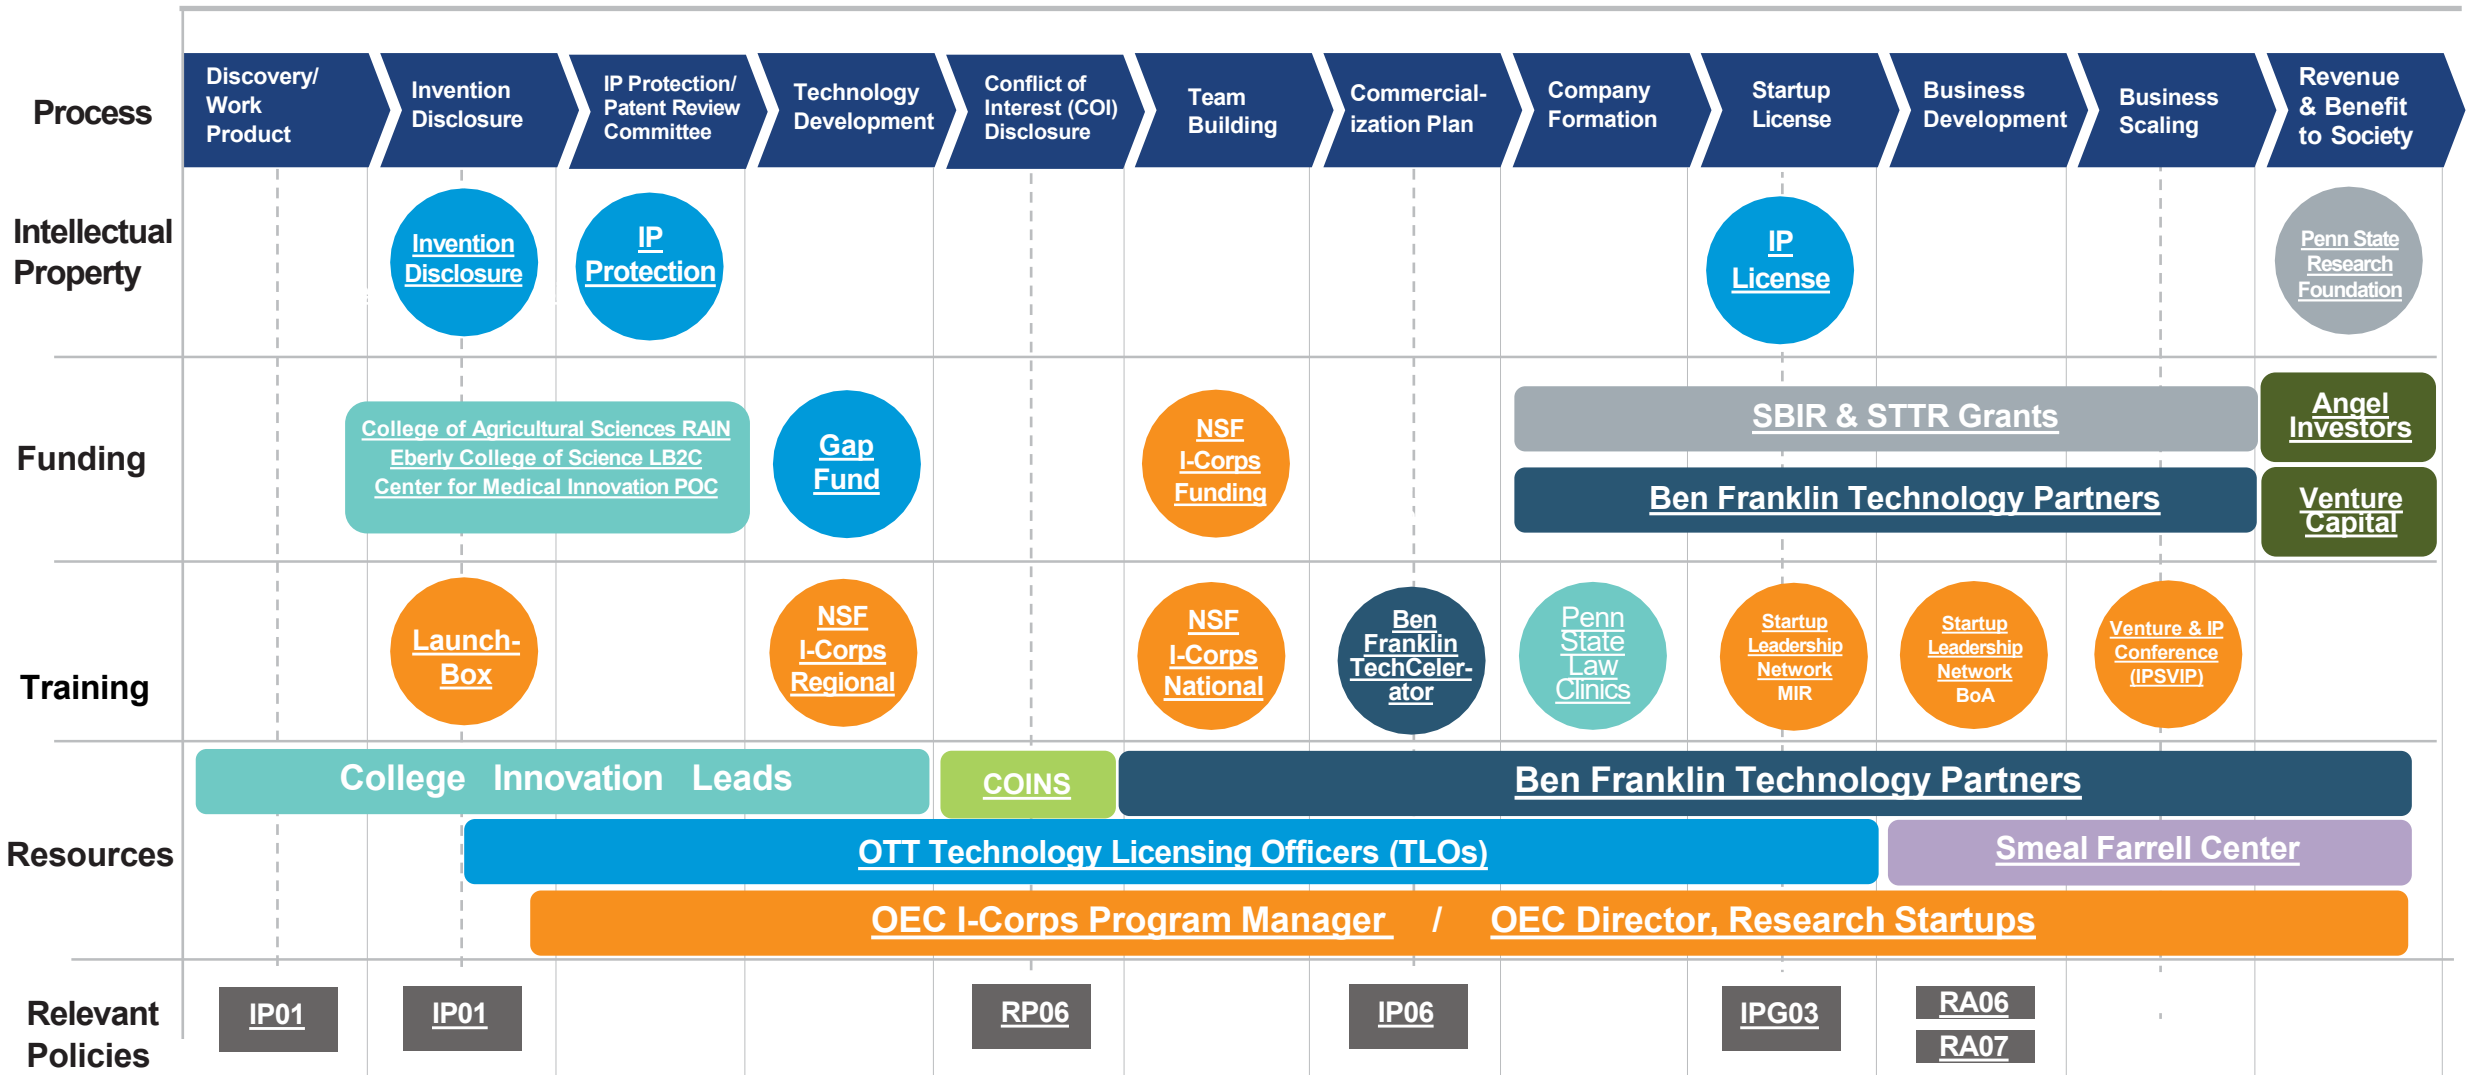 Process
Discovery/
Work
Product
Invention
Disclosure
IP Protection/
Patent Review
Committee
Technology
Development
Conflict of
Interest (COI)
Disclosure
Team
Building
Commercial-
ization Plan
Company
Formation
Startup
License
Business
Development
Business
Scaling
Revenue
& Benefit
to Society
Intellectual
Property
Invention
Disclosure
IP
Protection
IP
License
Penn State
Research
Foundation
Funding
College of Agricultural Sciences RAIN
Eberly College of Science LB2C
Center for Medical Innovation POC
Gap
Fund
NSF
I-Corps
Funding
SBIR & STTR Grants
Ben Franklin Technology Partners
Angel
Investors
Venture
Capital
Training
Launch-
Box
NSF
I-Corps
Regional
NSF
I-Corps
National
Ben
Franklin
TechCeler-
ator
Penn
State
Law
Clinics
Startup
Leadership
Network
MIR
Startup
Leadership
Network
BoA
Venture & IP
Conference
(IPSVIP)
Resources
College Innovation Leads
COINS
Ben Franklin Technology Partners
OTT Technology Licensing Officers (TLOs)
Smeal Farrell Center
OEC I-Corps Program Manager / OEC Director, Research Startups
Relevant
Policies
IP01
IP01
RP06
IP06
IPG03
RA06
RA07